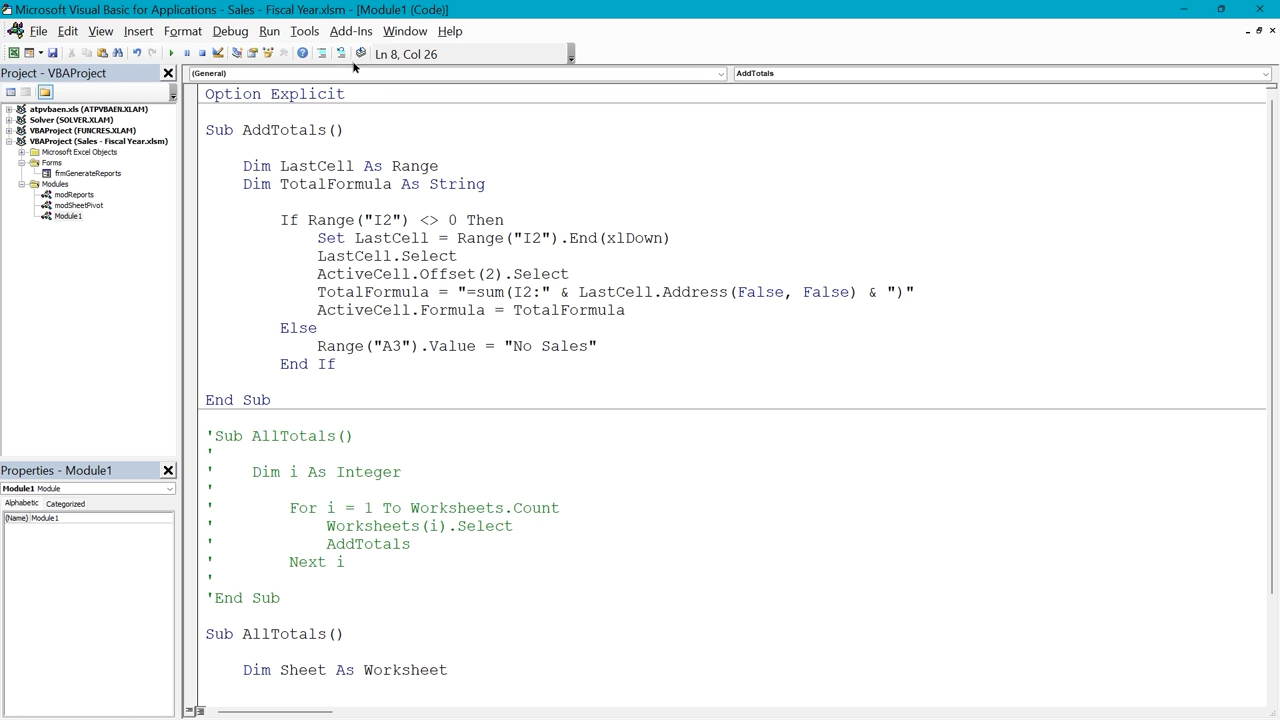 Microsoft Visual Basic for Applications - Sales - Fiscal Year.xlsm - [Module1 (Code)]
File Edit View Insert Format Debug Run Tools Add-Ins Window Help
Ln 8, Col 26
Project - VBAProject
atpvbaen.xls (ATPVBAEN.XLAM)
Solver (SOLVER.XLAM)
VBAProject (FUNCRES.XLAM)
VBAProject (Sales - Fiscal Year.xlsm)
Microsoft Excel Objects
Forms
frmGenerateReports
Modules
modReports
modSheetPivot
Module1
Properties - Module1
Module1 Module
Alphabetic Categorized
(Name) Module1
(General) AddTotals
Option Explicit
Sub AddTotals()
Dim LastCell As Range
Dim TotalFormula As String
If Range("I2") <> 0 Then
Set LastCell = Range("I2").End(xlDown)
LastCell.Select
ActiveCell.Offset(2).Select
TotalFormula = "=sum(I2:" & LastCell.Address(False, False) & ")"
ActiveCell.Formula = TotalFormula
Else
Range("A3").Value = "No Sales"
End If
End Sub
'Sub AllTotals()
'
' Dim i As Integer
'
' For i = 1 To Worksheets.Count
' Worksheets(i).Select
' AddTotals
' Next i
'
'End Sub
Sub AllTotals()
Dim Sheet As Worksheet